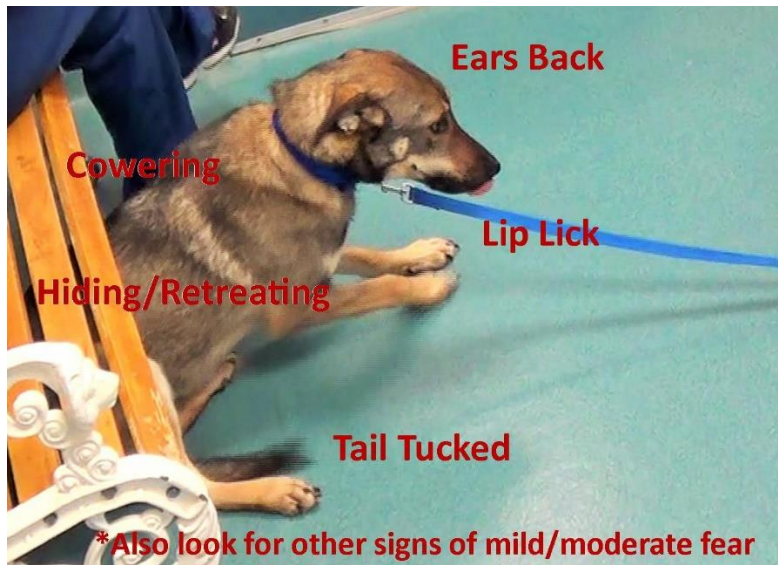 Ears Back
Cowering
Lip Lick
Hiding/Retreating
Tail Tucked
*Also look for other signs of mild/moderate fear